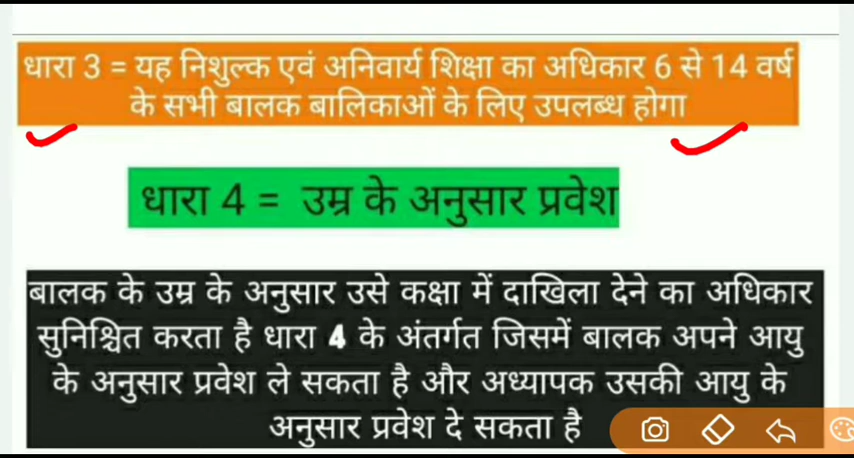 धारा 3 = यह निशुल्क एवं अनिवार्य शिक्षा का अधिकार 6 से 14 वर्ष
के सभी बालक बालिकाओं के लिए उपलब्ध होगा
धारा 4 = उम्र के अनुसार प्रवेश
बालक के उम्र के अनुसार उसे कक्षा में दाखिला देने का अधिकार
सुनिश्चित करता है धारा 4 के अंतर्गत जिसमें बालक अपने आयु
के अनुसार प्रवेश ले सकता है और अध्यापक उसकी आयु के
अनुसार प्रवेश दे सकता है